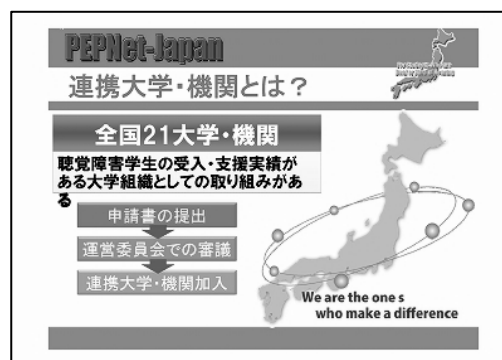 PEPNet-Japan
連携大学・機関とは？
全国21大学・機関
聴覚障害学生の受入・支援実績が
ある大学組織としての取り組みがあ
る
申請書の提出
運営委員会での審議
連携大学・機関加入
We are the one s
who make a difference